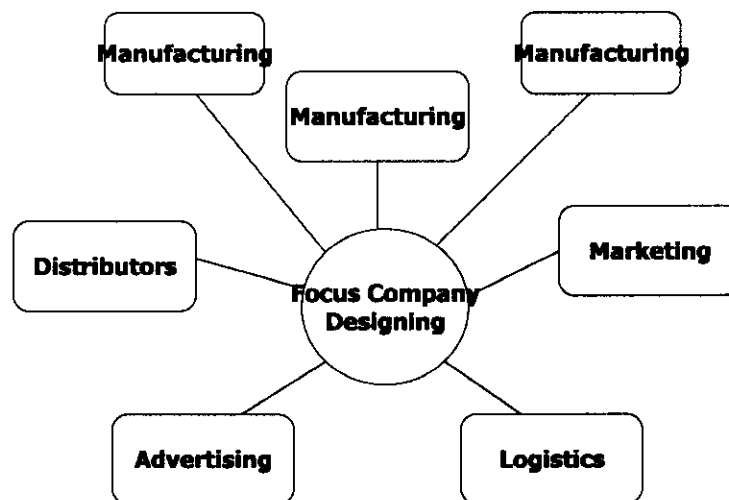 Manufacturing
Manufacturing
Manufacturing
Distributors
Marketing
Focus Company
Designing
Advertising
Logistics